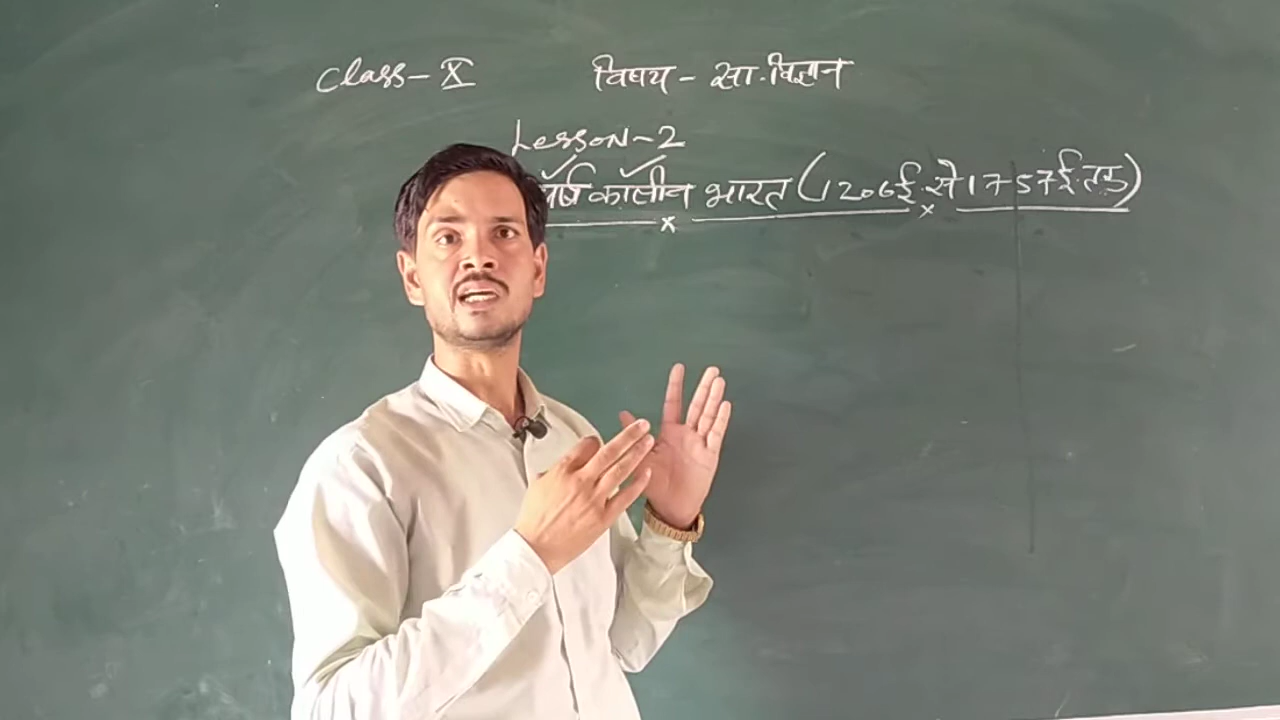 Class-X विषय - सा. विज्ञान
Lesson-2
कालीन भारत (1206ई. से 1757ई. तक)